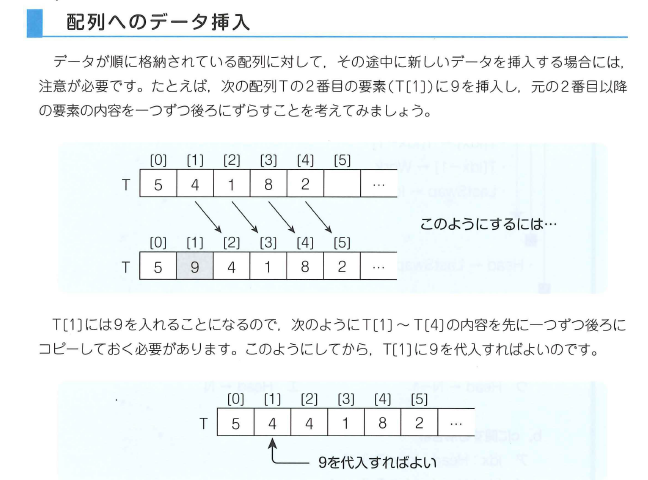 配列へのデータ挿入
データが順に格納されている配列に対して，その途中に新しいデータを挿入する場合には，
注意が必要です。たとえば，次の配列Tの2番目の要素(T[1])に9を挿入し，元の2番目以降
の要素の内容を一つずつ後ろにずらすことを考えてみましょう。
[0] [1] [2] [3] [4] [5]
T 5 4 1 8 2 …
このようにするには…
[0] [1] [2] [3] [4] [5]
T 5 9 4 1 8 2 …
T[1]には9を入れることになるので，次のようにT[1]～T[4]の内容を先に一つずつ後ろに
コピーしておく必要があります。このようにしてから，T[1]に9を代入すればよいのです。
[0] [1] [2] [3] [4] [5]
T 5 4 4 1 8 2 …
9を代入すればよい